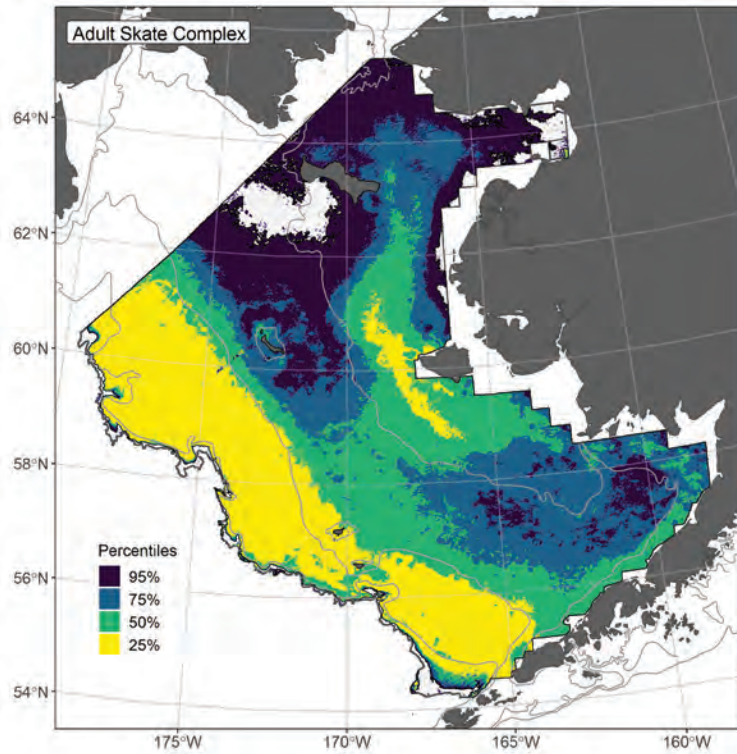 Adult Skate Complex
64°N
62°N
60°N
58°N
56°N
54°N
Percentiles
95%
75%
50%
25%
175°W
170°W
165°W
160°W